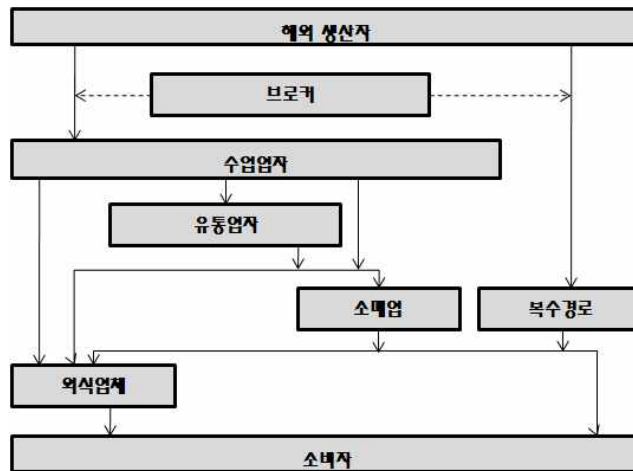 해외 생산자
브로커
수업업자
유통업자
소매업
복수경로
외식업체
소비자